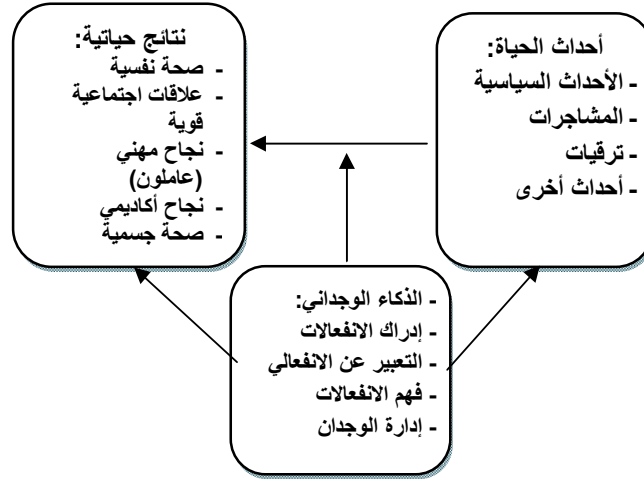 أحداث الحياة:
- الأحداث السياسية
- المشاجرات
- ترقيات
- أحداث أخرى
نتائج حياتية:
- صحة نفسية
- علاقات اجتماعية
قوية
- نجاح مهني
(عاملون)
- نجاح أكاديمي
- صحة جسمية
- الذكاء الوجداني:
- إدراك الانفعالات
- التعبير عن الانفعالي
- فهم الانفعالات
- إدارة الوجدان